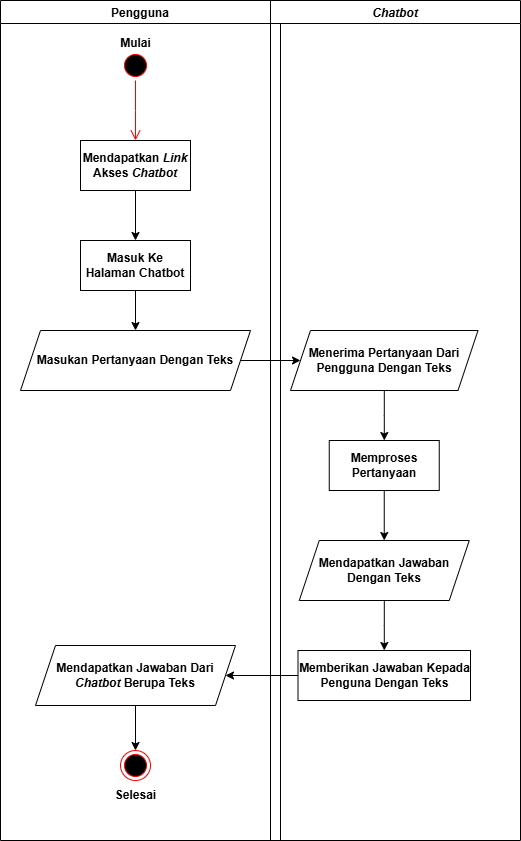 Pengguna
Chatbot
Mulai
Mendapatkan Link
Akses Chatbot
Masuk Ke
Halaman Chatbot
Masukan Pertanyaan Dengan Teks
Menerima Pertanyaan Dari
Pengguna Dengan Teks
Memproses
Pertanyaan
Mendapatkan Jawaban
Dengan Teks
Memberikan Jawaban Kepada
Penguna Dengan Teks
Mendapatkan Jawaban Dari
Chatbot Berupa Teks
Selesai